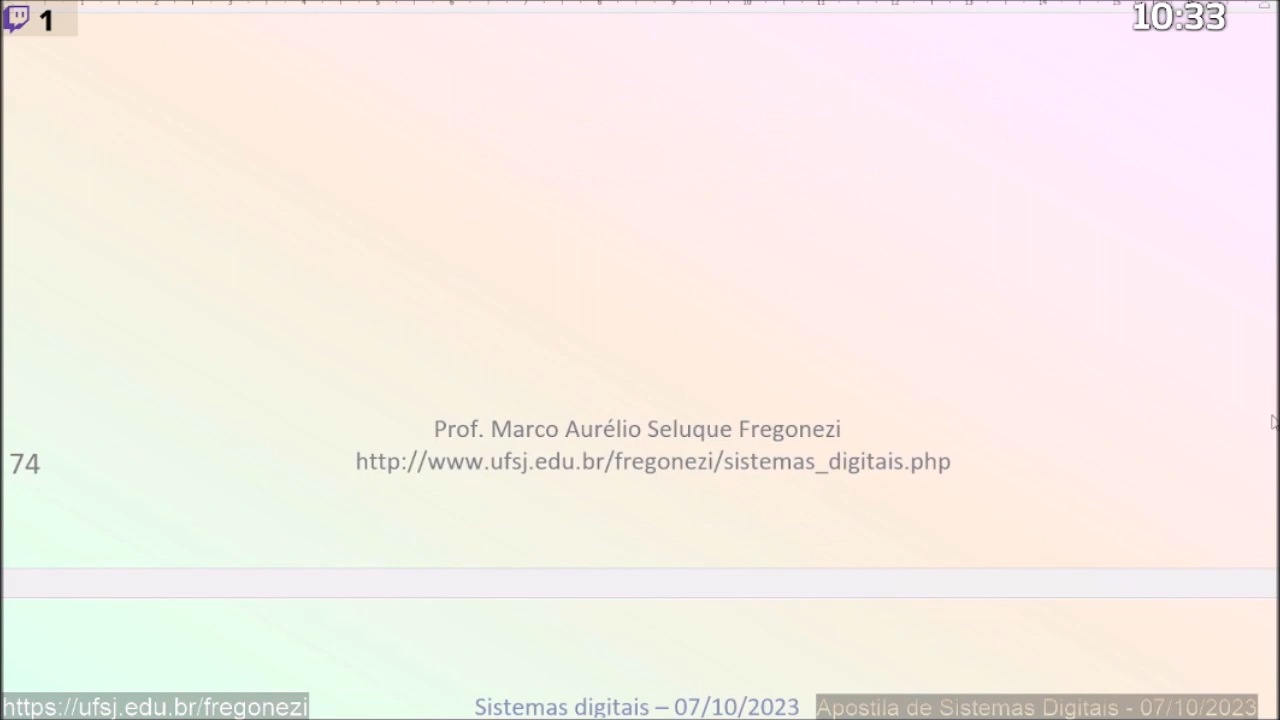 1
10:33
Prof. Marco Aurélio Seluque Fregonezi
74
http://www.ufsj.edu.br/fregonezi/sistemas_digitais.php
https://ufsj.edu.br/fregonezi
Sistemas digitais – 07/10/2023
Apostila de Sistemas Digitais - 07/10/2023